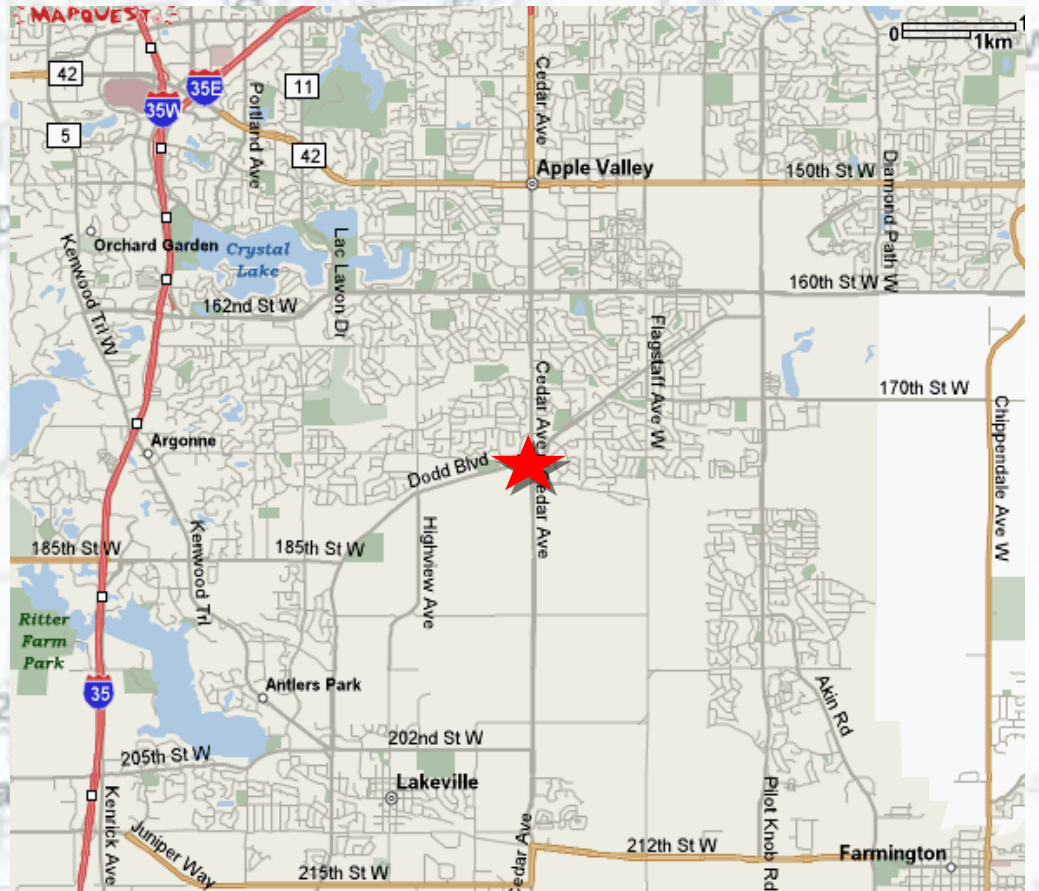 MAPQUEST
0
1
1km
42
35E
11
35W
5
42
Portland Ave
Cedar Ave
Apple Valley
150th St W
Diamond Path W
Orchard Garden
Crystal
Lake
Lac Lavon Dr
Kenwood Trl W
162nd St W
160th St W
Flagstaff Ave W
Cedar Ave
170th St W
Chippendale Ave W
Argonne
Dodd Blvd
Cedar Ave
Highview Ave
Kenwood Trl
185th St W
185th St W
Ritter
Farm
Park
35
Antlers Park
Akin Rd
202nd St W
205th St W
Lakeville
Pilot Knob Rd
Kenrick Ave
Juniper Way
212th St W
Farmington
215th St W
Cedar Ave